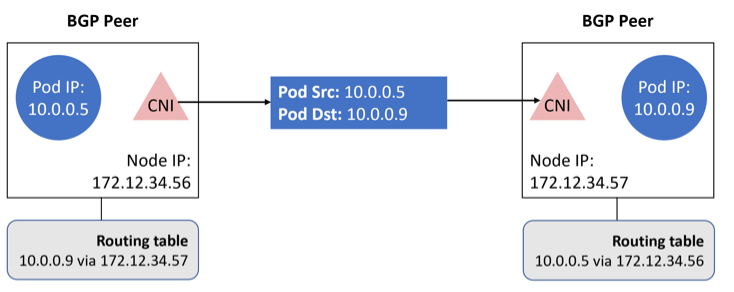 BGP Peer
Pod IP:
10.0.0.5
CNI
Node IP:
172.12.34.56
Routing table
10.0.0.9 via 172.12.34.57
Pod Src: 10.0.0.5
Pod Dst: 10.0.0.9
BGP Peer
CNI
Pod IP:
10.0.0.9
Node IP:
172.12.34.57
Routing table
10.0.0.5 via 172.12.34.56